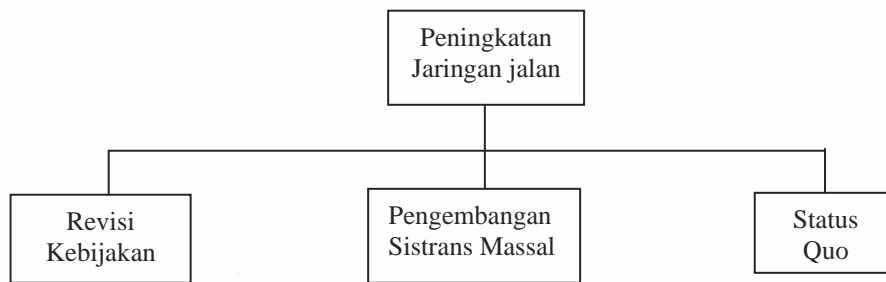 Peningkatan
Jaringan jalan
Revisi
Kebijakan
Pengembangan
Sistrans Massal
Status
Quo